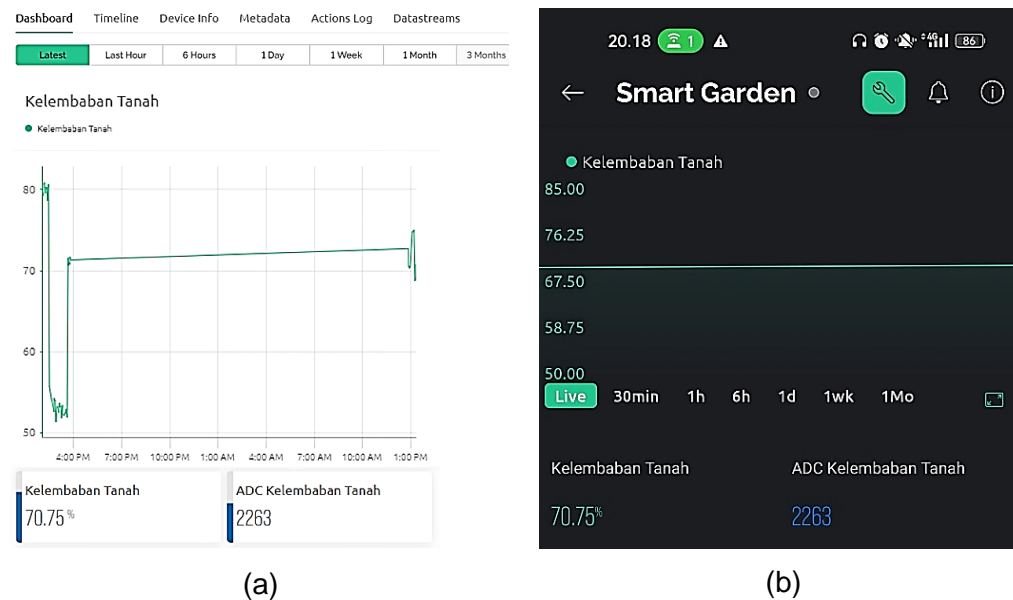 Dashboard Timeline Device Info Metadata Actions Log Datastreams
Latest Last Hour 6 Hours 1 Day 1 Week 1 Month 3 Months
Kelembaban Tanah
Kelembaban Tanah
80
70
60
50
4:00 PM 7:00 PM 10:00 PM 1:00 AM 4:00 AM 7:00 AM 10:00 AM 1:00 PM
Kelembaban Tanah
70.75 %
ADC Kelembaban Tanah
2263
(a)
20.18 1 4G 86
Smart Garden
Kelembaban Tanah
85.00
76.25
67.50
58.75
50.00
Live 30min 1h 6h 1d 1wk 1Mo
Kelembaban Tanah
70.75%
ADC Kelembaban Tanah
2263
(b)